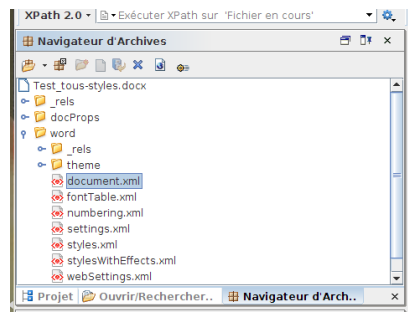 XPath 2.0 Exécuter XPath sur 'Fichier en cours'
Navigateur d'Archives
Test_tous-styles.docx
_rels
docProps
word
_rels
theme
document.xml
fontTable.xml
numbering.xml
settings.xml
styles.xml
stylesWithEffects.xml
webSettings.xml
Projet Ouvrir/Rechercher.. Navigateur d'Arch..